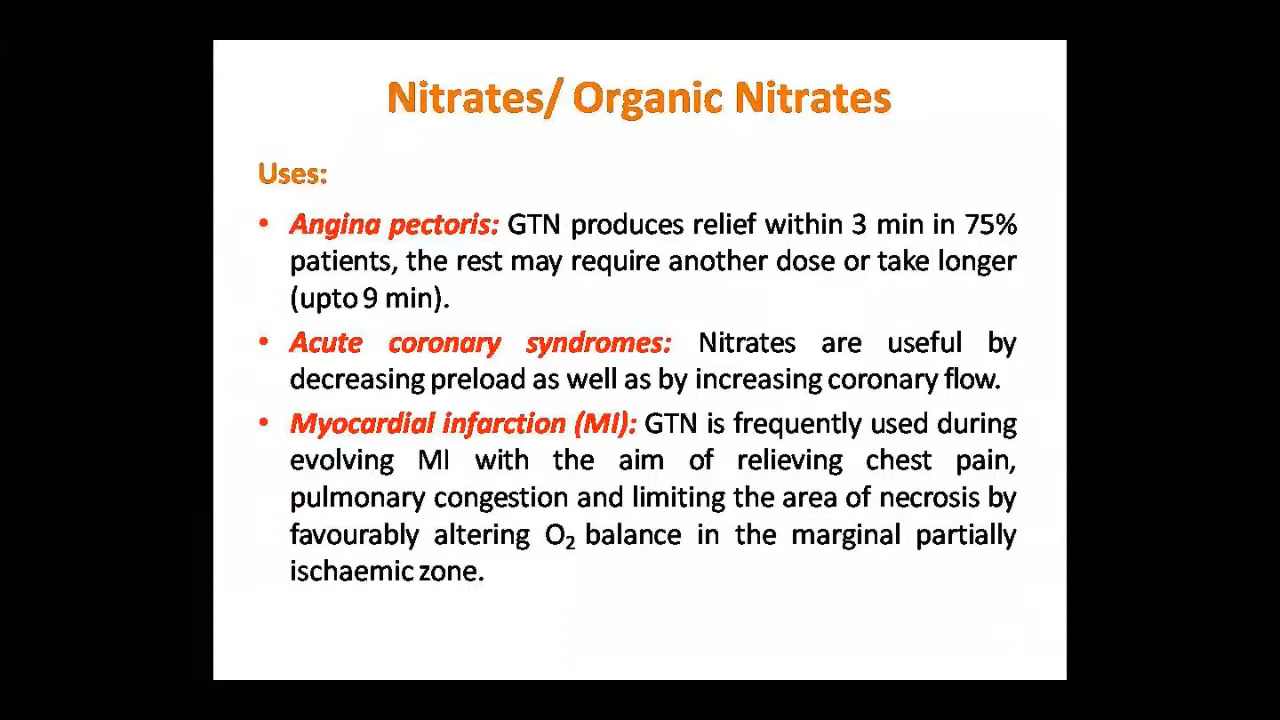 Nitrates/ Organic Nitrates
Uses:
• Angina pectoris: GTN produces relief within 3 min in 75%
patients, the rest may require another dose or take longer
(upto 9 min).
• Acute coronary syndromes: Nitrates are useful by
decreasing preload as well as by increasing coronary flow.
• Myocardial infarction (MI): GTN is frequently used during
evolving MI with the aim of relieving chest pain,
pulmonary congestion and limiting the area of necrosis by
favourably altering O₂ balance in the marginal partially
ischaemic zone.